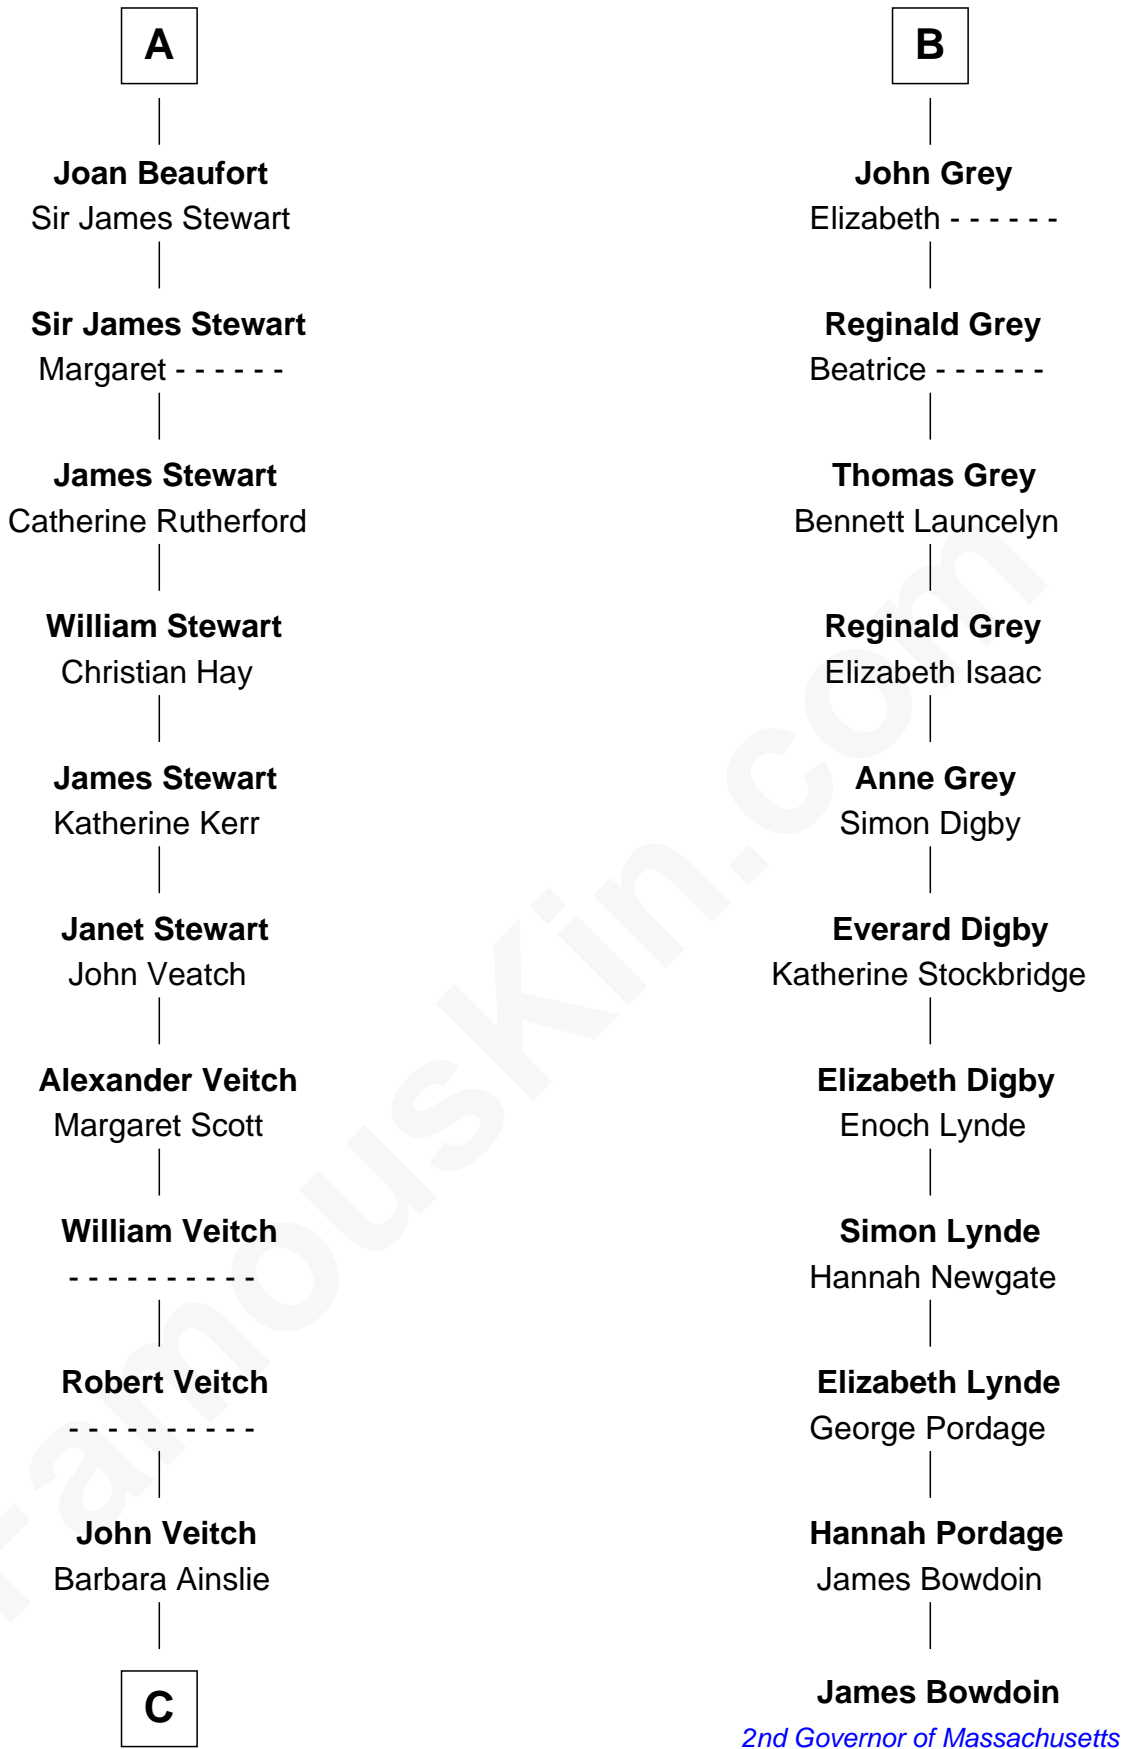 A
Joan Beaufort
Sir James Stewart
Sir James Stewart
Margaret - - - - - -
James Stewart
Catherine Rutherford
William Stewart
Christian Hay
James Stewart
Katherine Kerr
Janet Stewart
John Veatch
Alexander Veitch
Margaret Scott
William Veitch
- - - - - - - - - -
Robert Veitch
- - - - - - - - - -
John Veitch
Barbara Ainslie
C
B
John Grey
Elizabeth - - - - - -
Reginald Grey
Beatrice - - - - - -
Thomas Grey
Bennett Launcelyn
Reginald Grey
Elizabeth Isaac
Anne Grey
Simon Digby
Everard Digby
Katherine Stockbridge
Elizabeth Digby
Enoch Lynde
Simon Lynde
Hannah Newgate
Elizabeth Lynde
George Pordage
Hannah Pordage
James Bowdoin
James Bowdoin
2nd Governor of Massachusetts
FamousKin.com